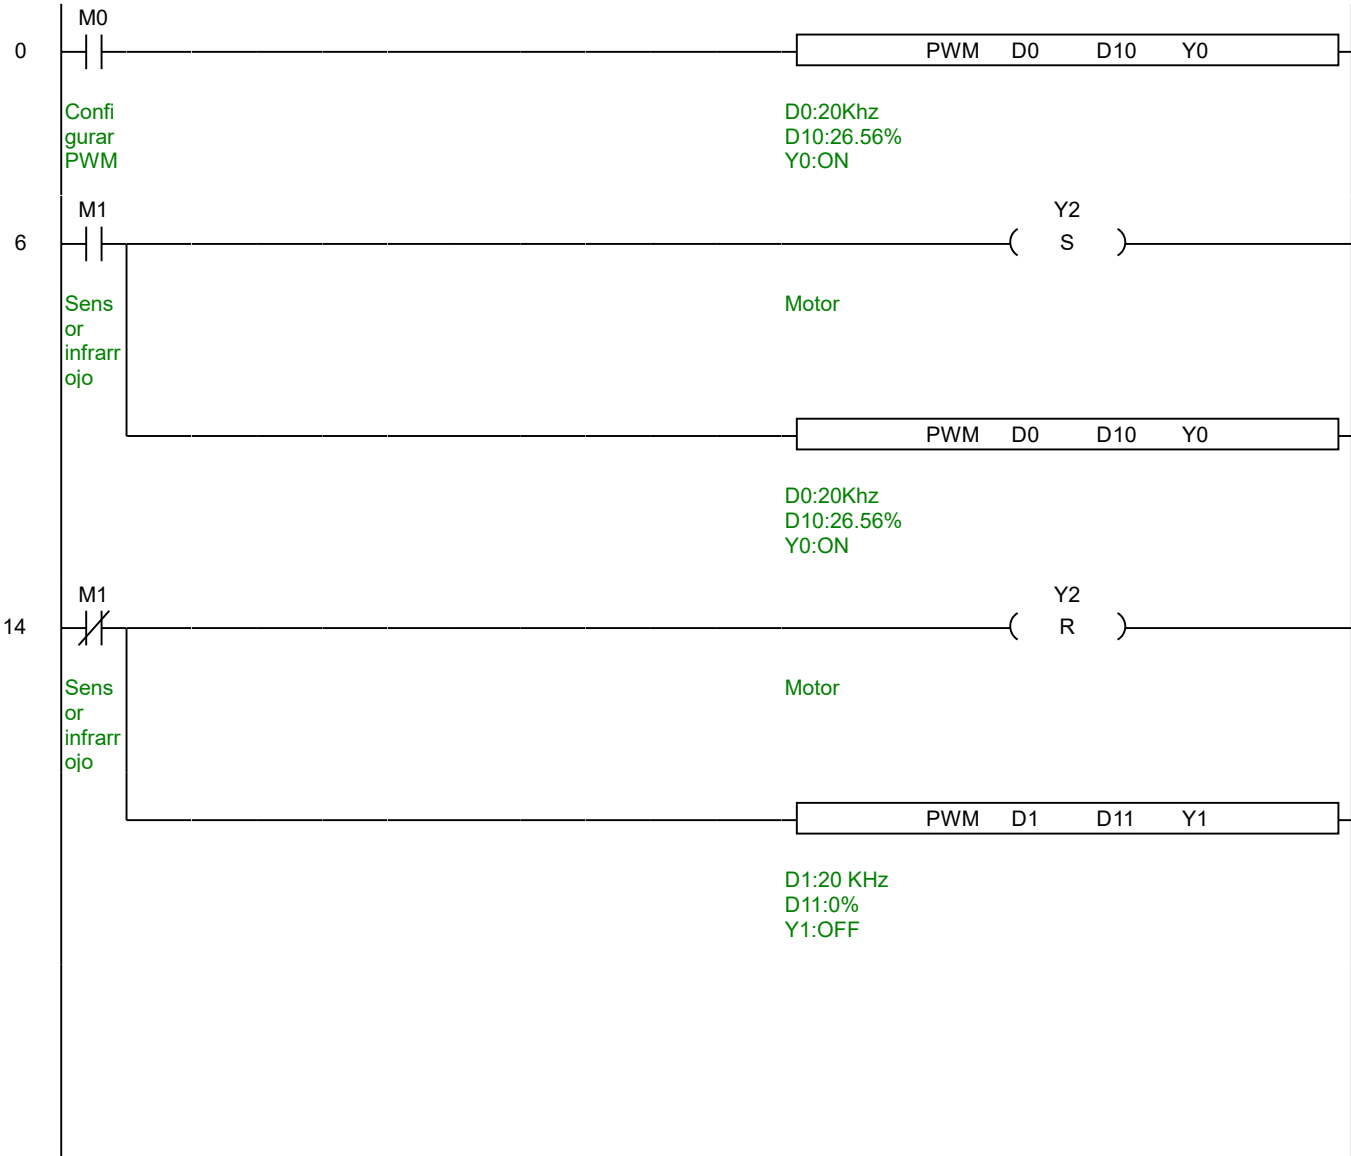 M0
0 PWM D0 D10 Y0
Confi
gurar
PWM
D0:20Khz
D10:26.56%
Y0:ON
M1 Y2
6 ( S )
Sens
or
infrarr
ojo
Motor
PWM D0 D10 Y0
D0:20Khz
D10:26.56%
Y0:ON
M1 Y2
14 ( R )
Sens
or
infrarr
ojo
Motor
PWM D1 D11 Y1
D1:20 KHz
D11:0%
Y1:OFF